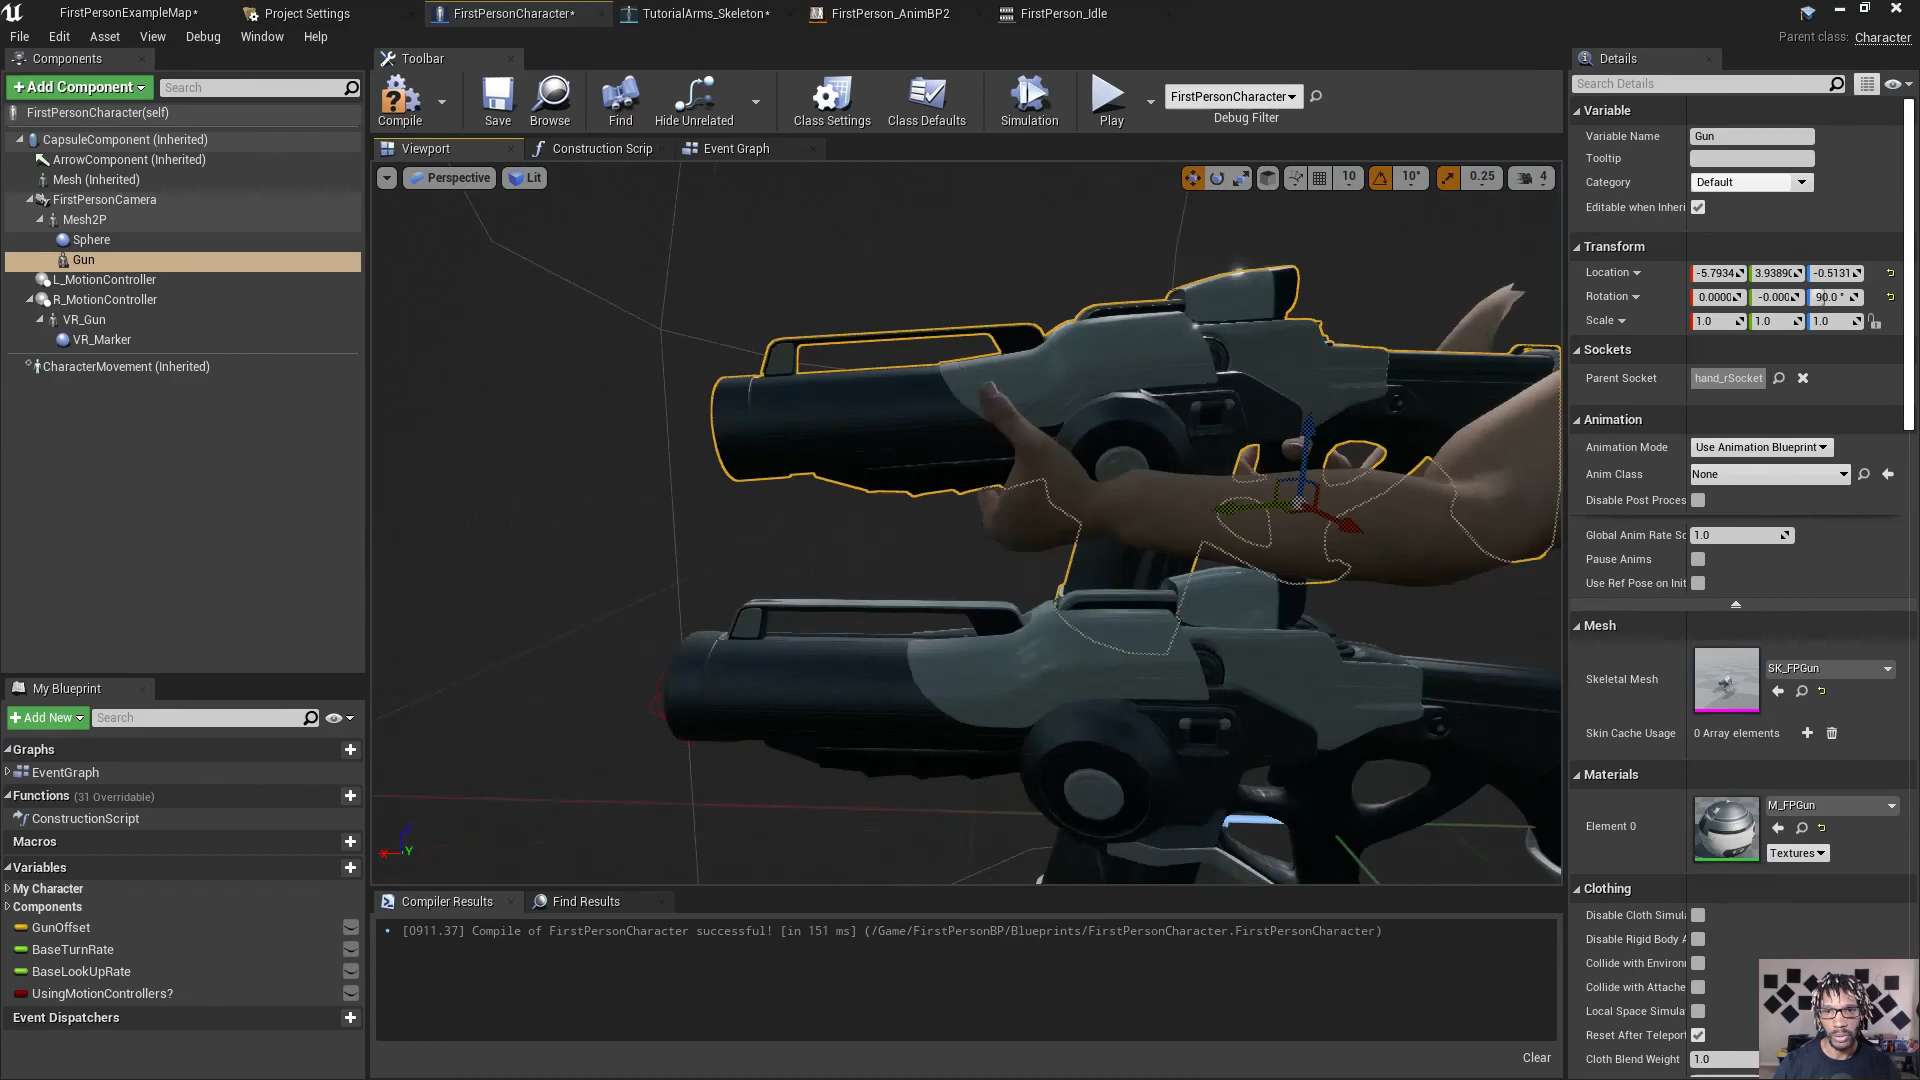 FirstPersonExampleMap*
Project Settings
FirstPersonCharacter*
TutorialArms_Skeleton*
FirstPerson_AnimBP2
FirstPerson_Idle
File Edit Asset View Debug Window Help
Parent class: Character
Components
Toolbar
Details
+Add Component
Search
Search Details
FirstPersonCharacter(self)
Compile
Save
Browse
Find
Hide Unrelated
Class Settings
Class Defaults
Simulation
Play
FirstPersonCharacter
Debug Filter
CapsuleComponent (Inherited)
ArrowComponent (Inherited)
Mesh (Inherited)
FirstPersonCamera
Mesh2P
Sphere
Gun
L_MotionController
R_MotionController
VR_Gun
VR_Marker
CharacterMovement (Inherited)
Viewport
Construction Scrip
Event Graph
Perspective
Lit
10
10°
0.25
4
X
Z
Y
Variable
Variable Name Gun
Tooltip
Category Default
Editable when Inheri
Transform
Location -5.7934 3.9389( -0.5131
Rotation 0.0000 -0.000 90.0 °
Scale 1.0 1.0 1.0
Sockets
Parent Socket hand_rSocket
Animation
Animation Mode Use Animation Blueprint
Anim Class None
Disable Post Proces
Global Anim Rate Sc 1.0
Pause Anims
Use Ref Pose on Init
Mesh
Skeletal Mesh SK_FPGun
Skin Cache Usage 0 Array elements
Materials
Element 0 M_FPGun
Textures
Clothing
Disable Cloth Simul
Disable Rigid Body A
Collide with Environ
Collide with Attache
Local Space Simula
Reset After Teleport
Cloth Blend Weight 1.0
My Blueprint
+Add New
Search
Graphs
EventGraph
Functions (31 Overridable)
ConstructionScript
Macros
Variables
My Character
Components
GunOffset
BaseTurnRate
BaseLookUpRate
UsingMotionControllers?
Event Dispatchers
Compiler Results
Find Results
[0911.37] Compile of FirstPersonCharacter successful! [in 151 ms] (/Game/FirstPersonBP/Blueprints/FirstPersonCharacter.FirstPersonCharacter)
Clear